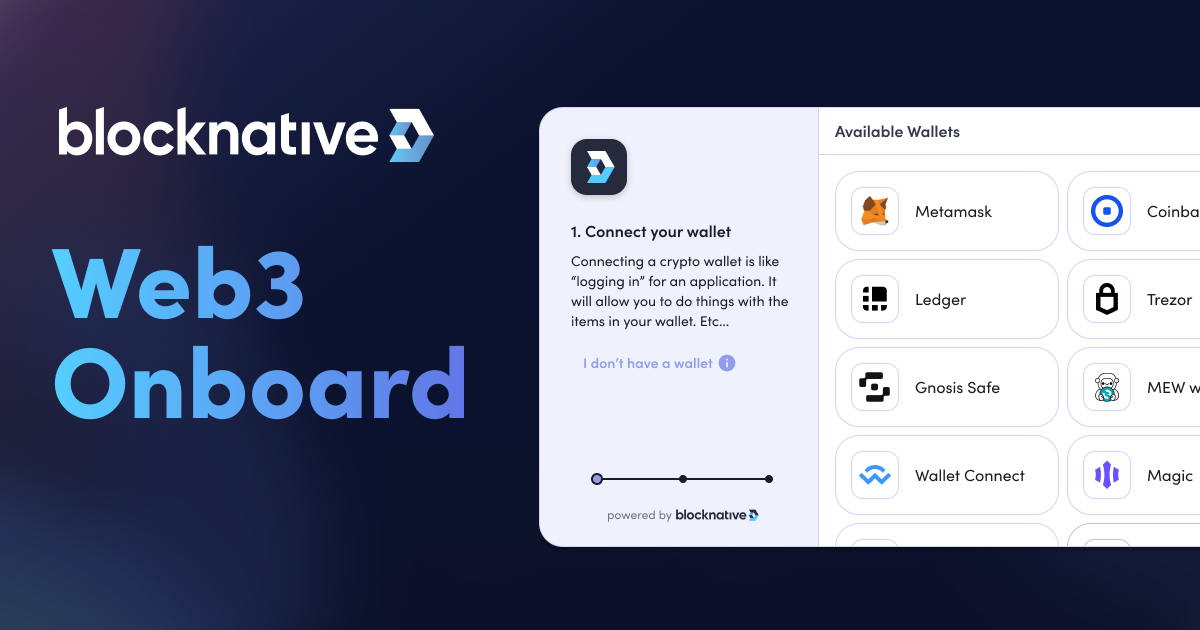 blocknative
Web3
Onboard
1. Connect your wallet
Connecting a crypto wallet is like
“logging in” for an application. It
will allow you to do things with the
items in your wallet. Etc...
I don’t have a wallet
i
powered by blocknative
Available Wallets
Metamask
Coinba
Ledger
Trezor
Gnosis Safe
MEW w
Wallet Connect
Magic